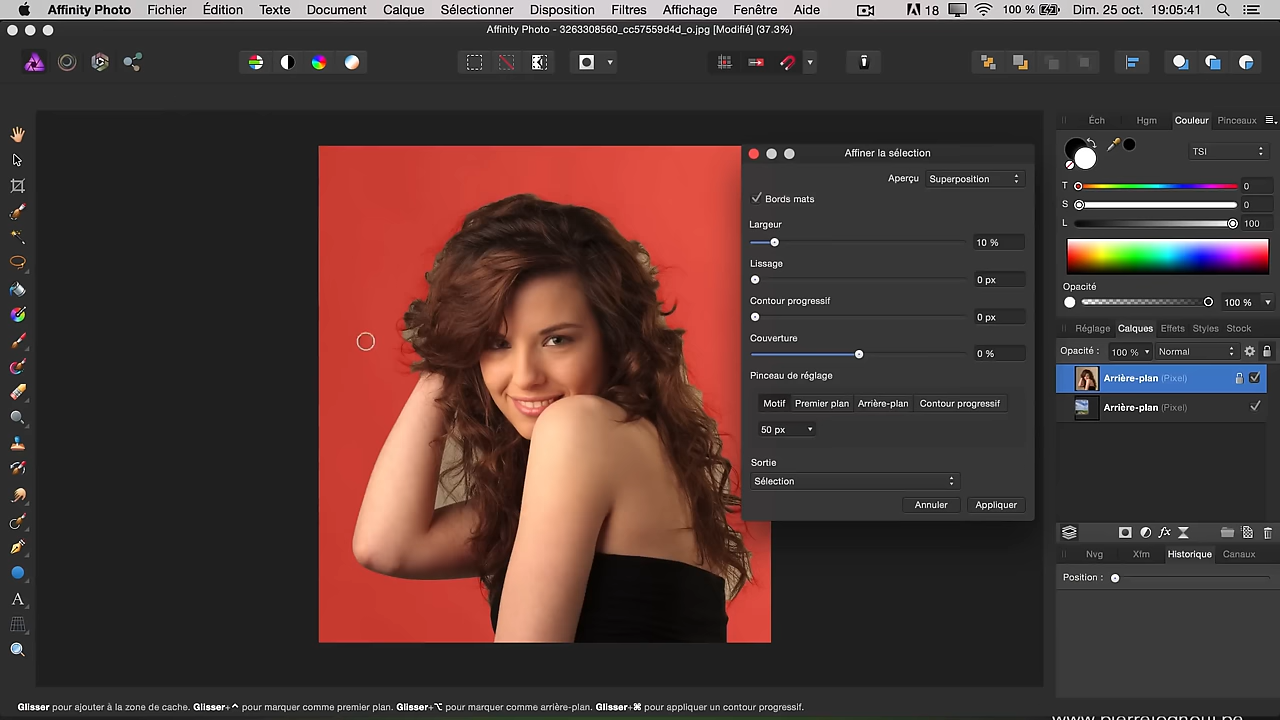 Affinity Photo Fichier Édition Texte Document Calque Sélectionner Disposition Filtres Affichage Fenêtre Aide 18 100 % Dim. 25 oct. 19:05:41
Affinity Photo - 3263308560_cc57559d4d_o.jpg [Modifié] (37.3%)
Éch Hgm Couleur Pinceaux
TSI
T 0
S 0
L 100
Opacité
100 %
Réglage Calques Effets Styles Stock
Opacité : 100 % Normal
Arrière-plan (Pixel)
Arrière-plan (Pixel)
Nvg Xfm Historique Canaux
Position :
Affiner la sélection
Aperçu Superposition
Bords mats
Largeur
10 %
Lissage
0 px
Contour progressif
0 px
Couverture
0 %
Pinceau de réglage
Motif Premier plan Arrière-plan Contour progressif
50 px
Sortie
Sélection
Annuler Appliquer
A
Glisser pour ajouter à la zone de cache. Glisser+⌃ pour marquer comme premier plan. Glisser+⌥ pour marquer comme arrière-plan. Glisser+⌘ pour appliquer un contour progressif.